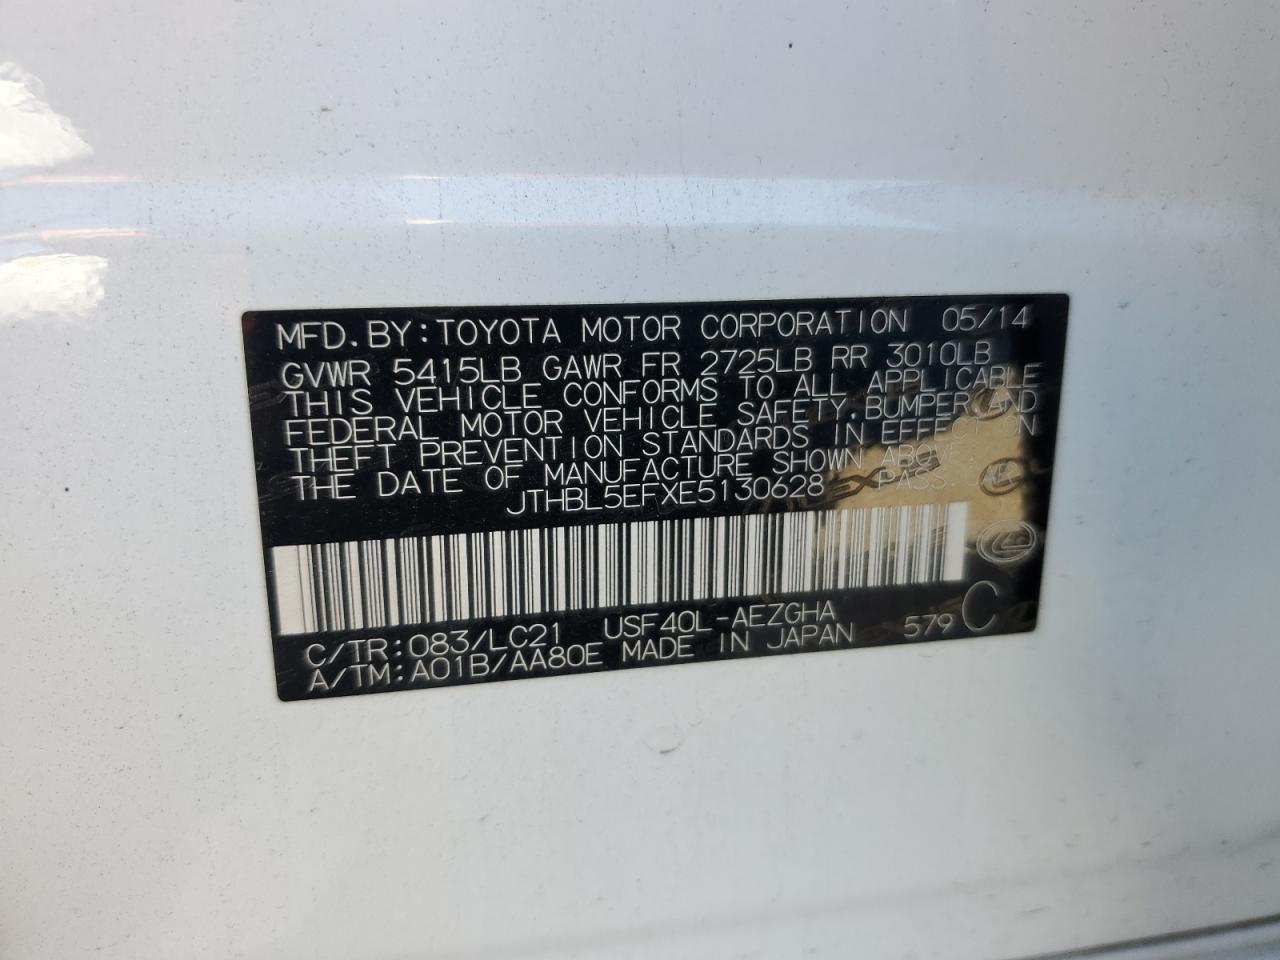 MFD. BY: TOYOTA MOTOR CORPORATION 05/14
GVWR 5415LB GAWR FR 2725LB RR 3010LB
THIS VEHICLE CONFORMS TO ALL APPLICABLE
FEDERAL MOTOR VEHICLE SAFETY, BUMPER, AND
THEFT PREVENTION STANDARDS IN EFFECT ON
THE DATE OF MANUFACTURE SHOWN ABOVE.
JTHBL5EFXE5130628 PASS.
C/TR: 083/LC21 USF40L-AEZGHA 579 C
A/TM: A01B/AA80E MADE IN JAPAN